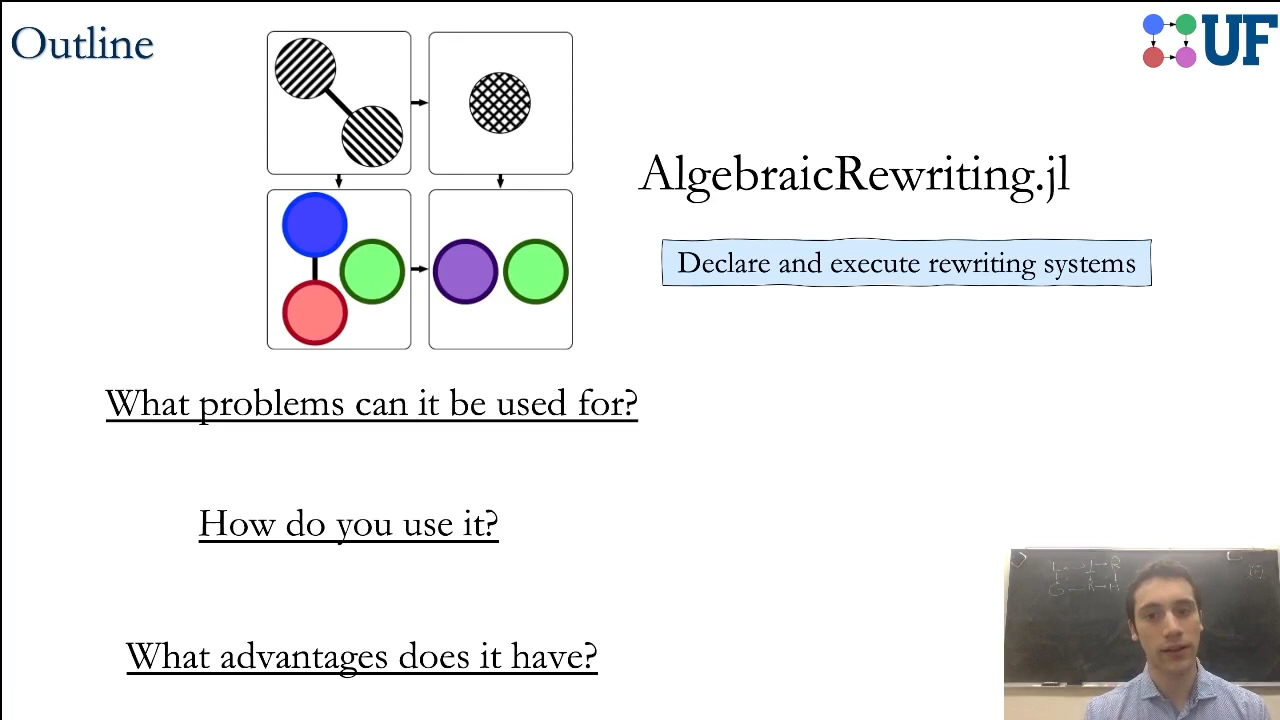 Outline
UF
AlgebraicRewriting.jl
Declare and execute rewriting systems
What problems can it be used for?
How do you use it?
What advantages does it have?